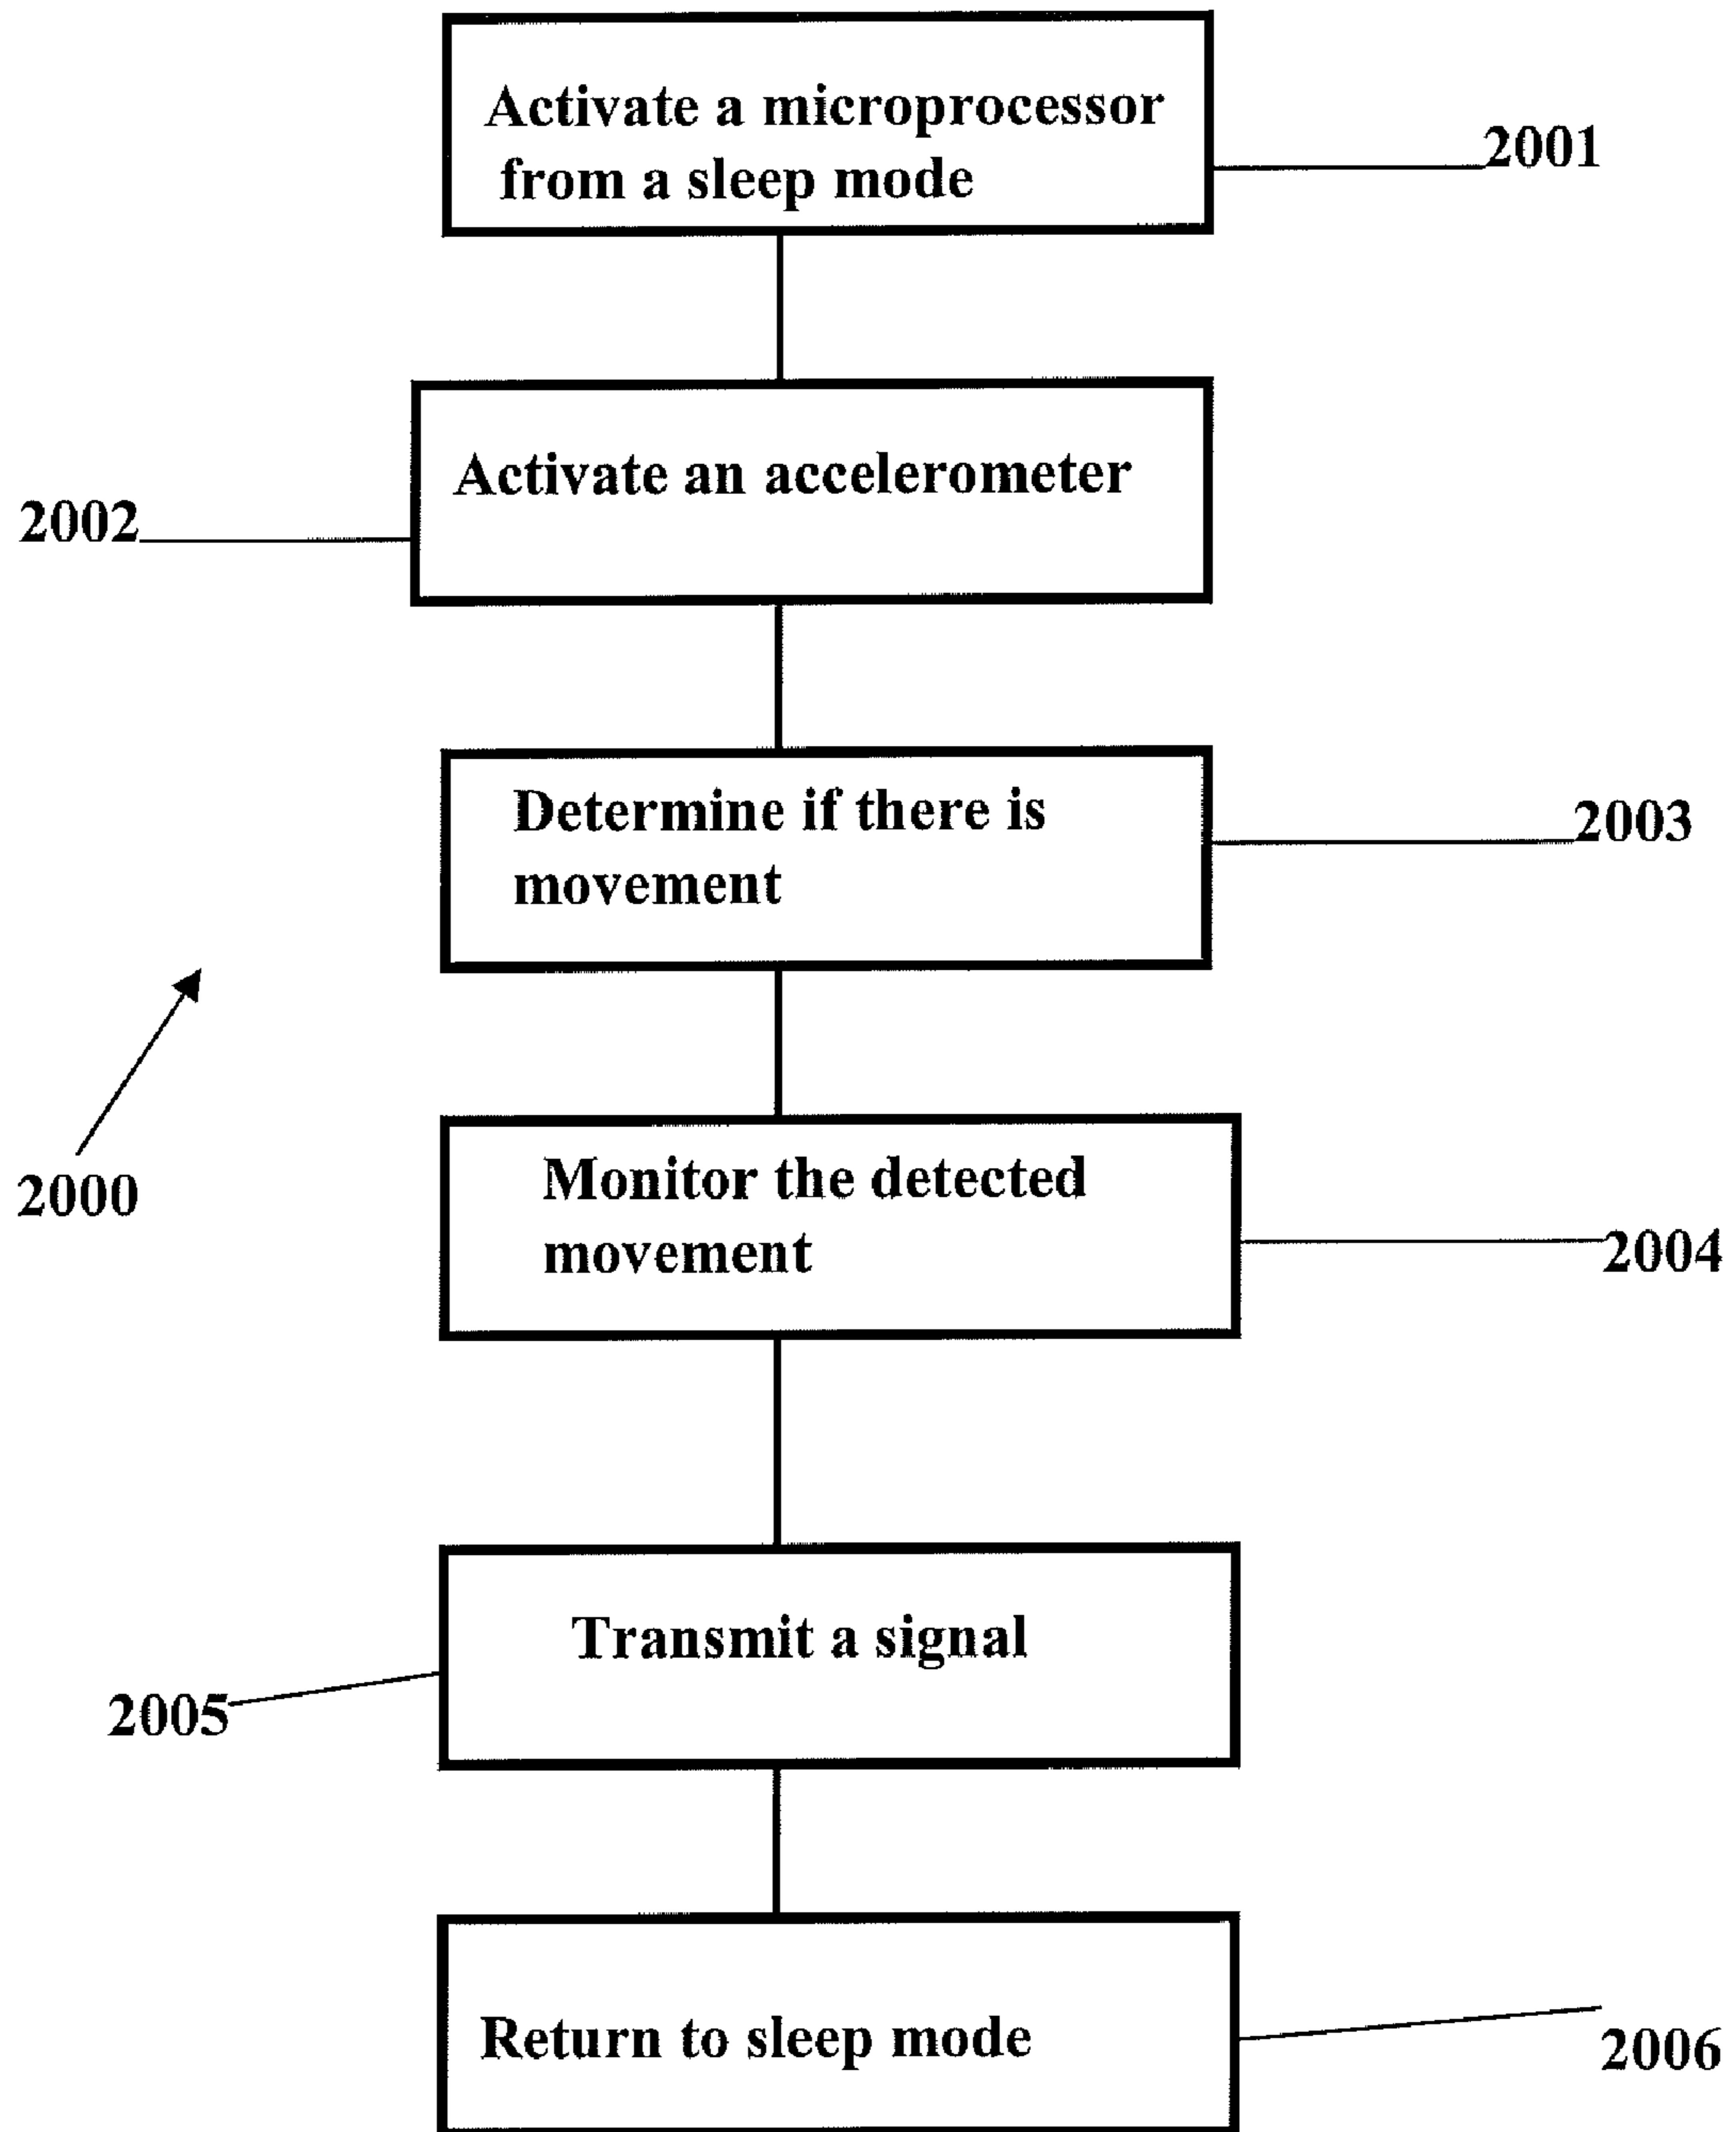 Activate a microprocessor
from a sleep mode
2001
Activate an accelerometer
2002
Determine if there is
movement
2003
2000
Monitor the detected
movement
2004
Transmit a signal
2005
Return to sleep mode
2006